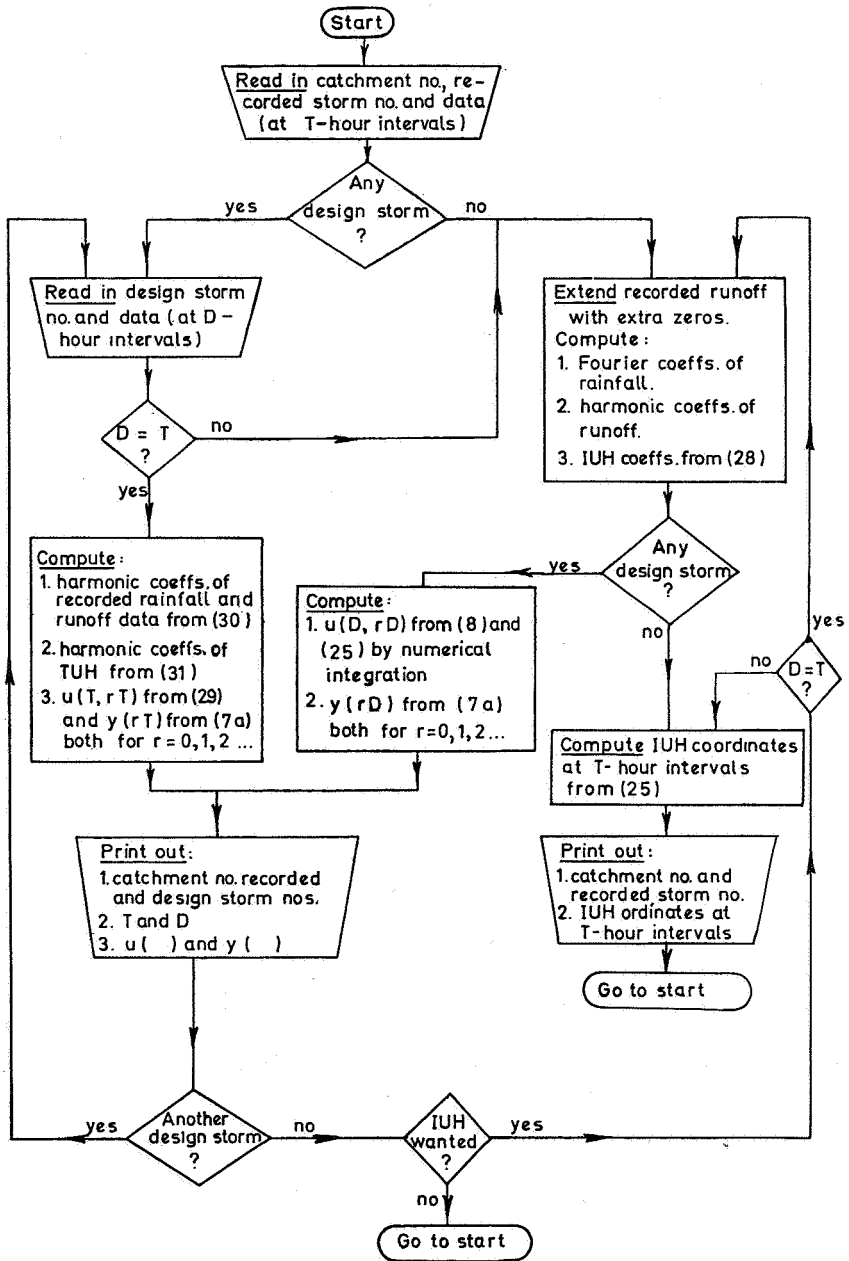 Start
Read in catchment no., re-
corded storm no. and data
(at T-hour intervals)
Any
design storm
?
yes
no
Read in design storm
no. and data (at D-
hour intervals)
D = T
?
no
yes
Extend recorded runoff
with extra zeros.
Compute:
1. Fourier coeffs. of
rainfall.
2. harmonic coeffs. of
runoff.
3. IUH coeffs. from (28)
Compute:
1. harmonic coeffs. of
recorded rainfall and
runoff data from (30)
2. harmonic coeffs. of
TUH from (31)
3. u(T, rT) from (29)
and y(rT) from (7a)
both for r = 0,1,2 ...
Compute:
1. u(D, rD) from (8) and
(25) by numerical
integration
2. y(rD) from (7a)
both for r=0,1,2...
Any
design storm
?
yes
no
D=T
?
yes
no
Compute IUH coordinates
at T-hour intervals
from (25)
Print out:
1. catchment no. recorded
and design storm nos.
2. T and D
3. u( ) and y ( )
Print out:
1. catchment no. and
recorded storm no.
2. IUH ordinates at
T-hour intervals
Go to start
Another
design storm
?
yes
no
IUH
wanted
?
yes
no
Go to start